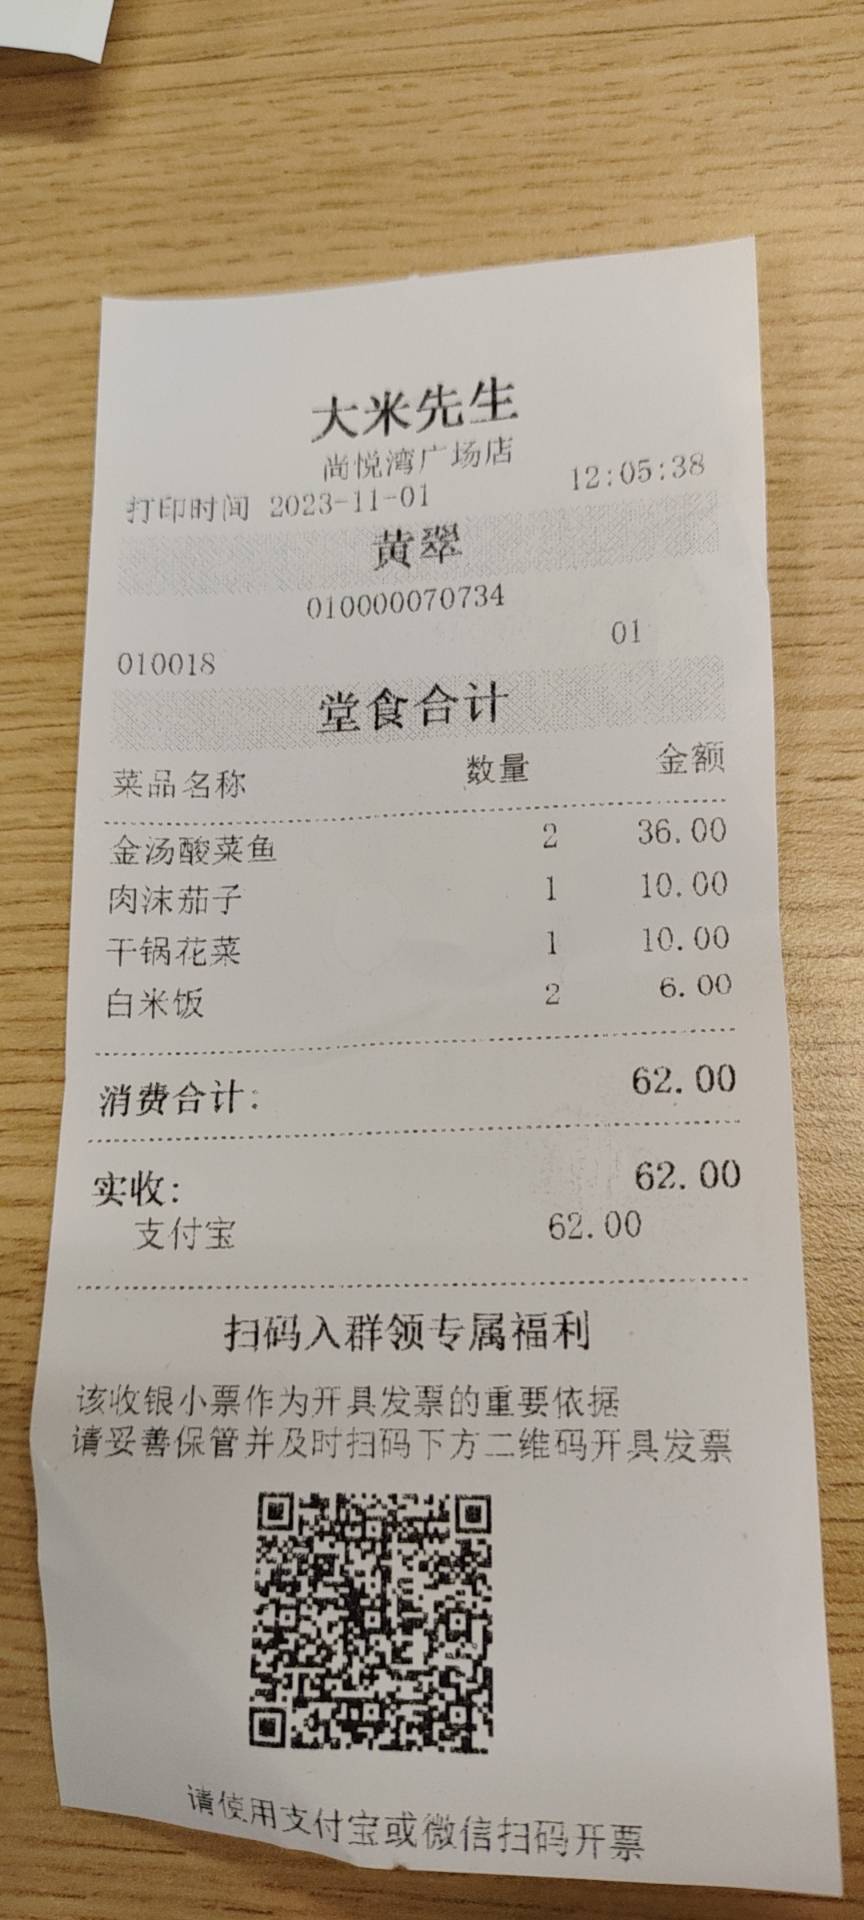 大米先生
尚悦湾广场店
打印时间 2023-11-01 12:05:38
黄翠
010000070734
010018 01
堂食合计
菜品名称 数量 金额
金汤酸菜鱼 2 36.00
肉沫茄子 1 10.00
干锅花菜 1 10.00
白米饭 2 6.00
消费合计: 62.00
实收: 62.00
支付宝 62.00
扫码入群领专属福利
该收银小票作为开具发票的重要依据
请妥善保管并及时扫码下方二维码开具发票
请使用支付宝或微信扫码开票